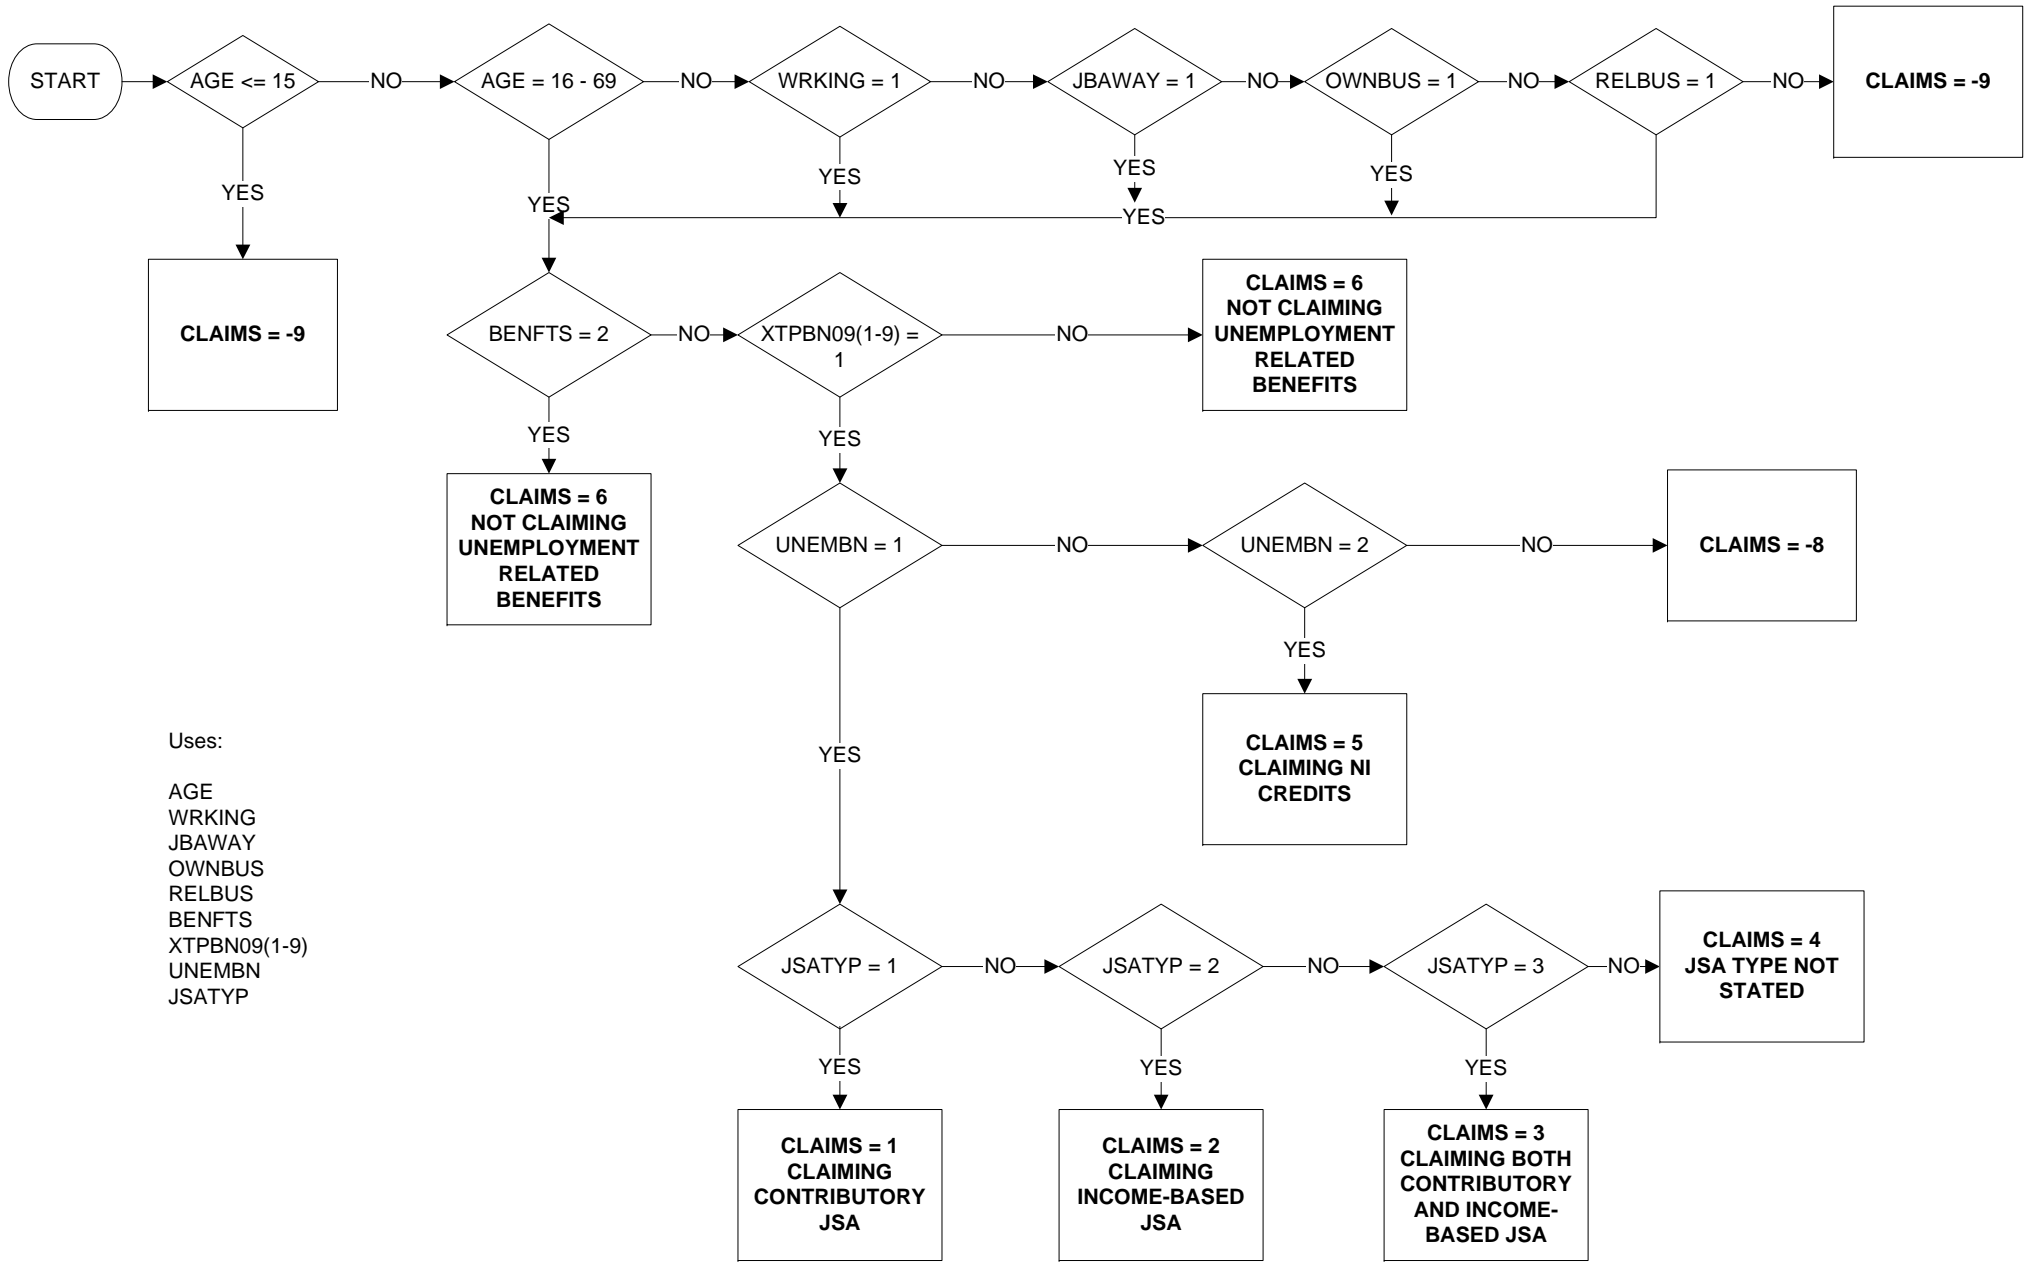 START
AGE <= 15
NO
AGE = 16 - 69
NO
WRKING = 1
NO
JBAWAY = 1
NO
OWNBUS = 1
NO
RELBUS = 1
NO
CLAIMS = -9
YES
YES
YES
YES
YES
YES
CLAIMS = -9
BENFTS = 2
NO
XTPBN09(1-9) =
1
NO
CLAIMS = 6
NOT CLAIMING
UNEMPLOYMENT
RELATED
BENEFITS
YES
YES
CLAIMS = 6
NOT CLAIMING
UNEMPLOYMENT
RELATED
BENEFITS
UNEMBN = 1
NO
UNEMBN = 2
NO
CLAIMS = -8
YES
YES
CLAIMS = 5
CLAIMING NI
CREDITS
Uses:
AGE
WRKING
JBAWAY
OWNBUS
RELBUS
BENFTS
XTPBN09(1-9)
UNEMBN
JSATYP
JSATYP = 1
NO
JSATYP = 2
NO
JSATYP = 3
NO
CLAIMS = 4
JSA TYPE NOT
STATED
YES
YES
YES
CLAIMS = 1
CLAIMING
CONTRIBUTORY
JSA
CLAIMS = 2
CLAIMING
INCOME-BASED
JSA
CLAIMS = 3
CLAIMING BOTH
CONTRIBUTORY
AND INCOME-
BASED JSA